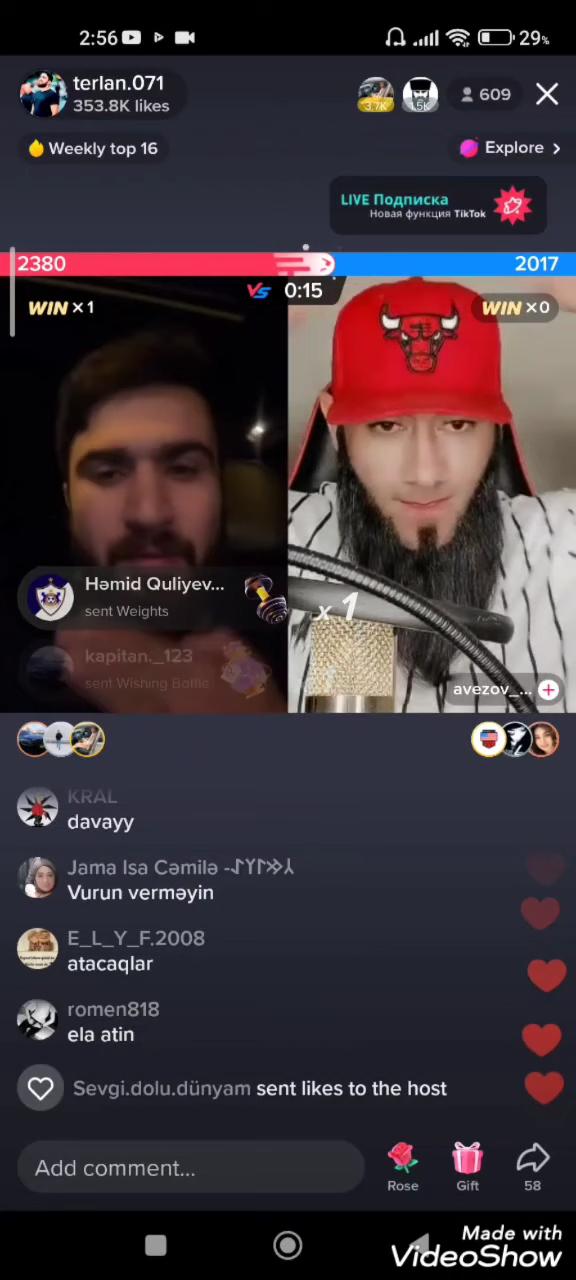 2:56
29%
terlan.071
353.8K likes
3.7K
1.5K
609
Weekly top 16
Explore
LIVE Подписка
Новая функция TikTok
2380
2017
VS 0:15
WIN x1
WIN x0
Həmid Quliyev...
sent Weights
x 1
kapitan._123
sent Wishing Bottle
avezov_...
KRAL
davayy
Jama Isa Cəmilə
Vurun verməyin
E_L_Y_F.2008
atacaqlar
romen818
ela atin
Sevgi.dolu.dünyam sent likes to the host
Add comment...
Rose
Gift
58
Made with
VideoShow